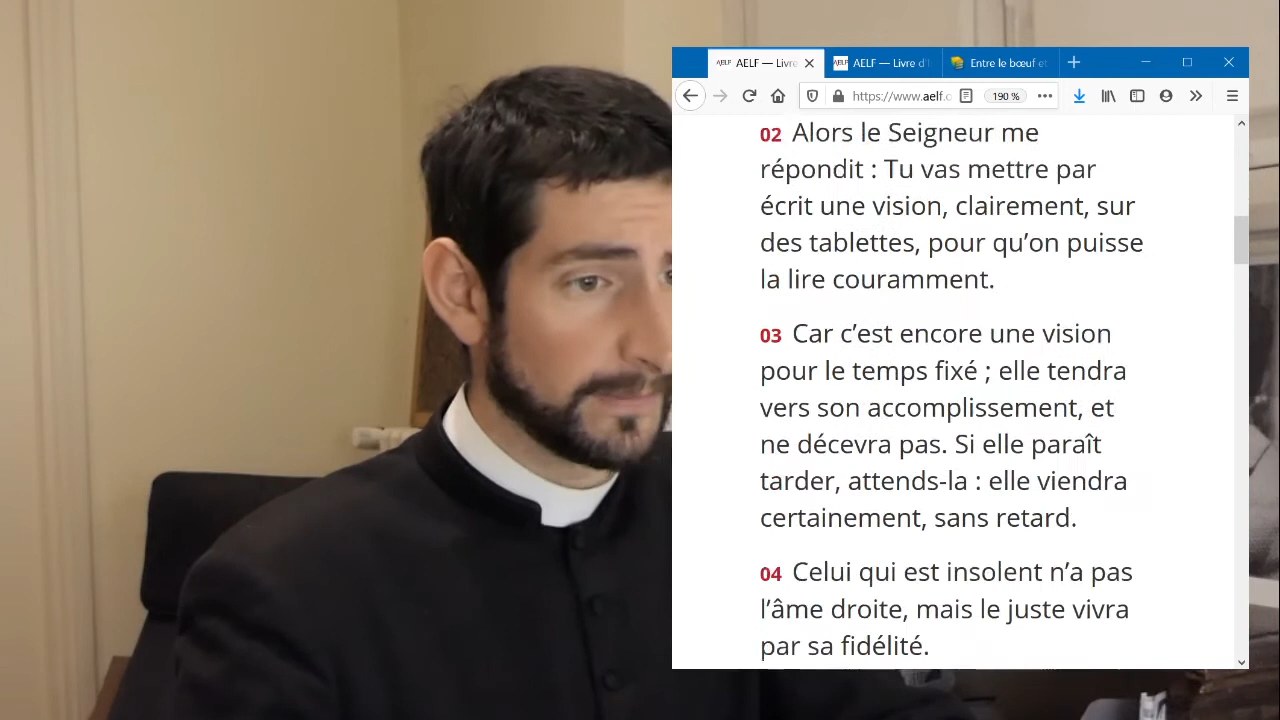 AELF — Livre
AELF — Livre d'I
Entre le bœuf et
https://www.aelf.o
190 %
02 Alors le Seigneur me
répondit : Tu vas mettre par
écrit une vision, clairement, sur
des tablettes, pour qu’on puisse
la lire couramment.
03 Car c’est encore une vision
pour le temps fixé ; elle tendra
vers son accomplissement, et
ne décevra pas. Si elle paraît
tarder, attends-la : elle viendra
certainement, sans retard.
04 Celui qui est insolent n’a pas
l’âme droite, mais le juste vivra
par sa fidélité.